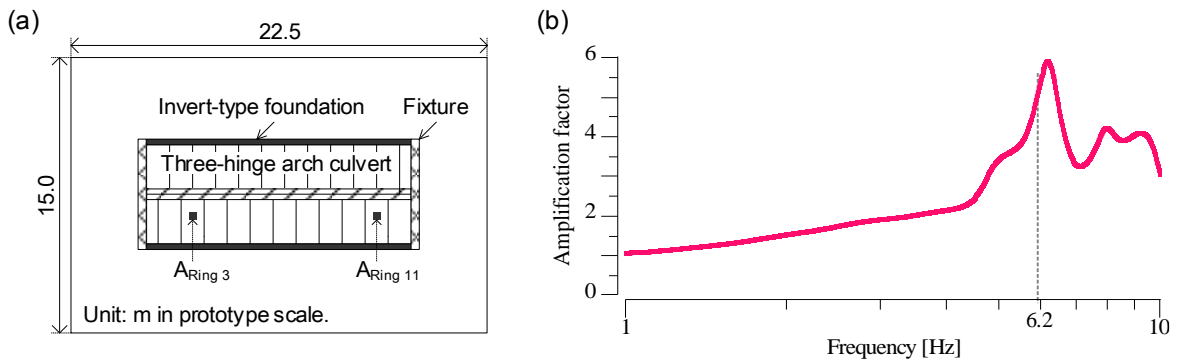 (a)
22.5
15.0
Invert-type foundation
Fixture
Three-hinge arch culvert
ARing 3
ARing 11
Unit: m in prototype scale.
(b)
Amplification factor
6
4
2
0
1
6.2
10
Frequency [Hz]